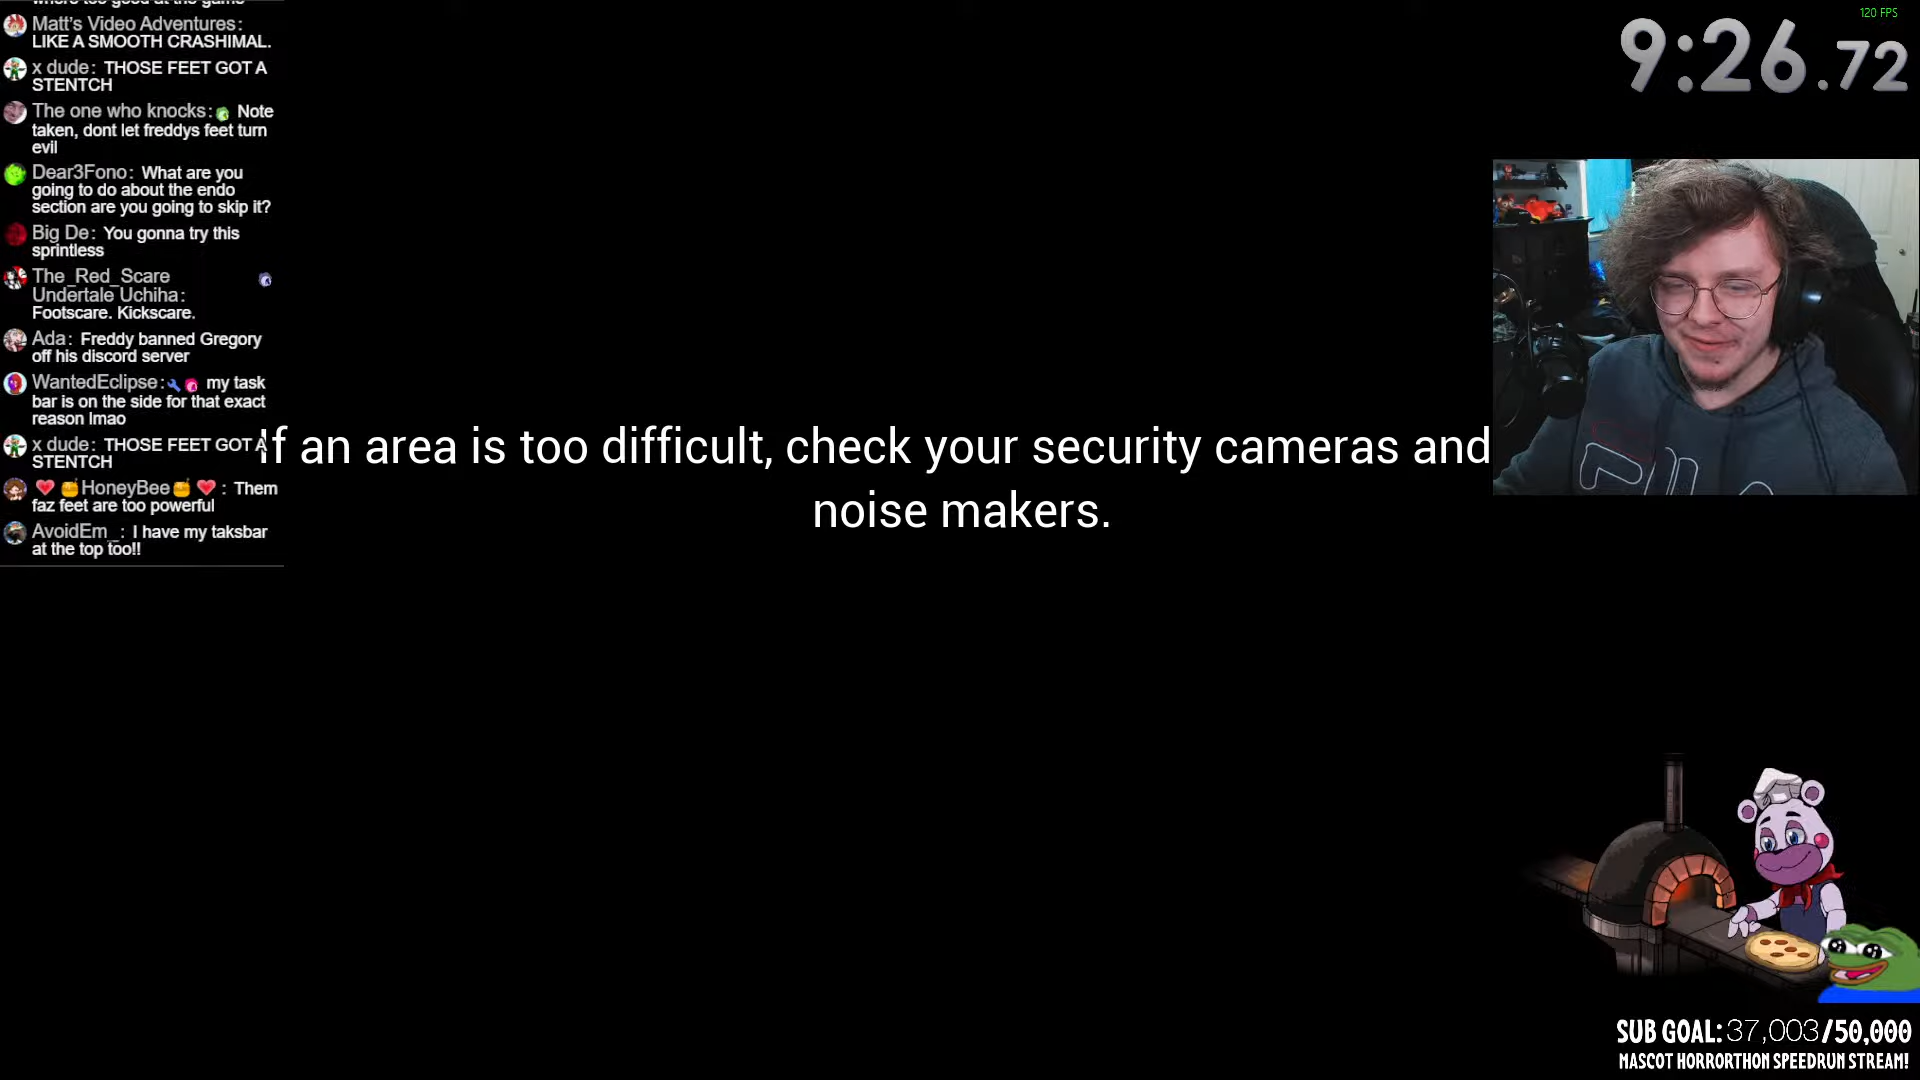 where too good at the game
Matt's Video Adventures:
LIKE A SMOOTH CRASHIMAL.
x dude: THOSE FEET GOT A
STENTCH
The one who knocks: Note
taken, dont let freddys feet turn
evil
Dear3Fono: What are you
going to do about the endo
section are you going to skip it?
Big De: You gonna try this
sprintless
The_Red_Scare
Undertale Uchiha:
Footscare. Kickscare.
Ada: Freddy banned Gregory
off his discord server
WantedEclipse: my task
bar is on the side for that exact
reason lmao
x dude: THOSE FEET GOT A
STENTCH
HoneyBee : Them
faz feet are too powerful
AvoidEm_: I have my taksbar
at the top too!!
If an area is too difficult, check your security cameras and
noise makers.
120 FPS
9:26.72
SUB GOAL: 37,003/50,000
MASCOT HORRORTHON SPEEDRUN STREAM!